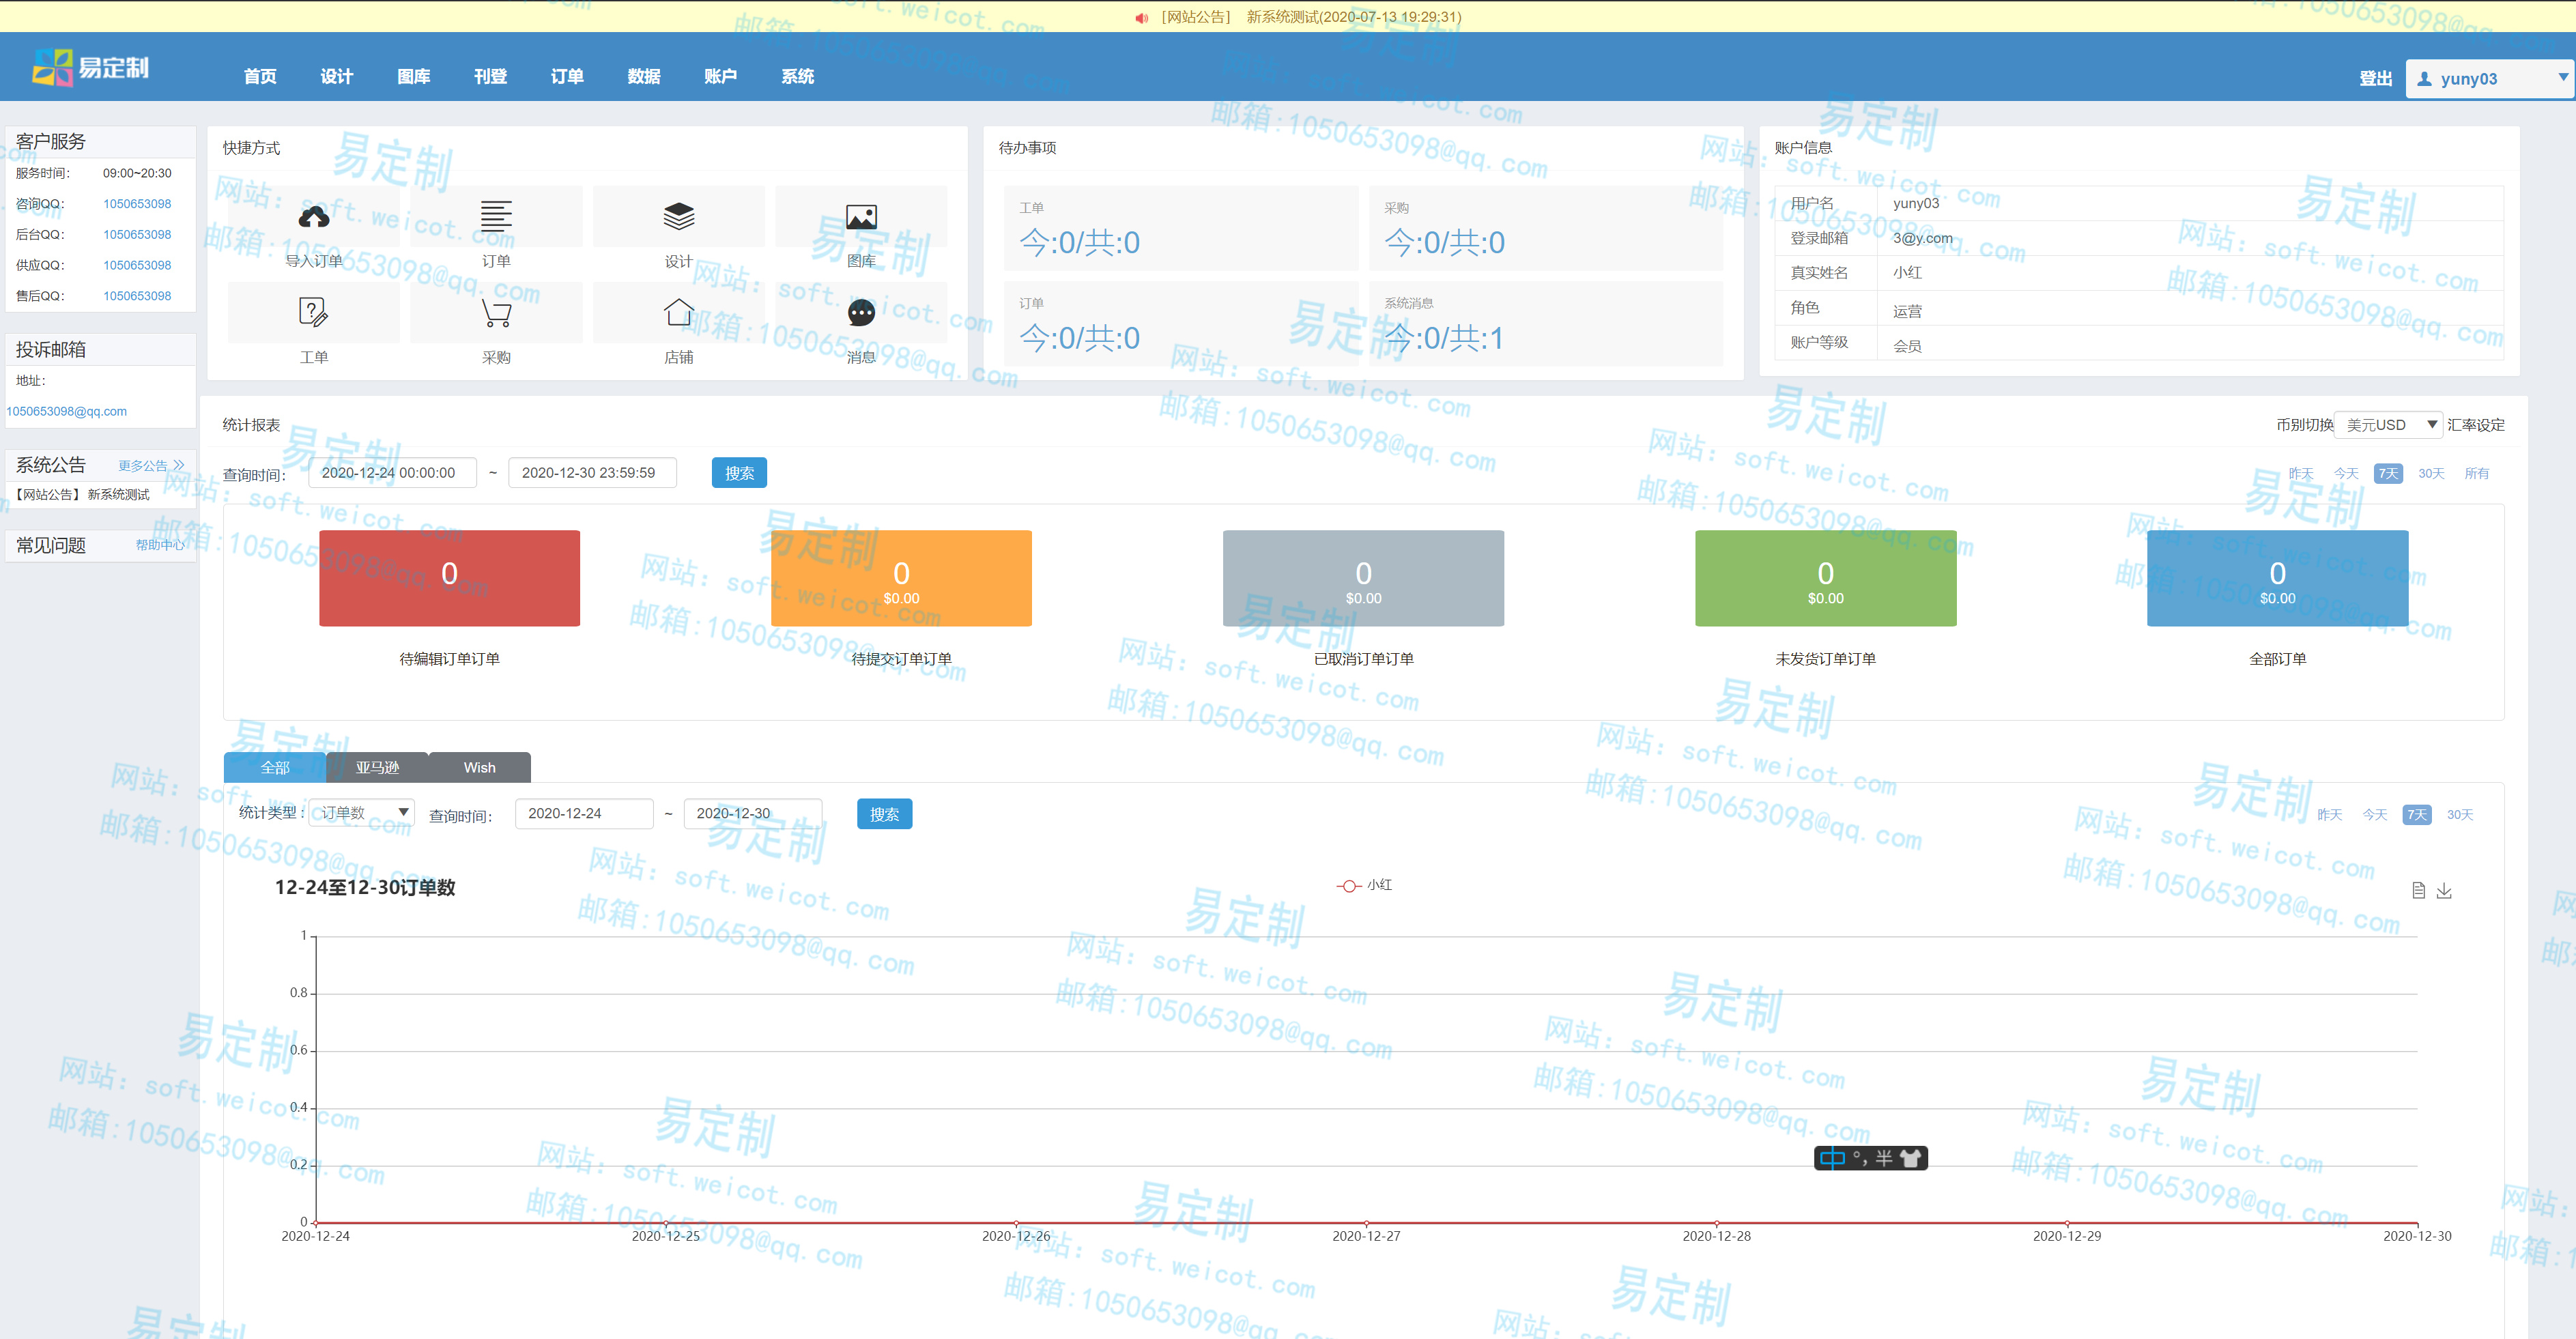 [网站公告] 新系统测试(2020-07-13 19:29:31)
易定制
首页 设计 图库 刊登 订单 数据 账户 系统
登出 yuny03
客户服务
服务时间: 09:00~20:30
咨询QQ: 1050653098
后台QQ: 1050653098
供应QQ: 1050653098
售后QQ: 1050653098
投诉邮箱
地址:
1050653098@qq.com
系统公告 更多公告
【网站公告】新系统测试
常见问题 帮助中心
快捷方式
导入订单 订单 设计 图库
工单 采购 店铺 消息
待办事项
工单
今:0/共:0
采购
今:0/共:0
订单
今:0/共:0
系统消息
今:0/共:1
账户信息
用户名 yuny03
登录邮箱 3@y.com
真实姓名 小红
角色 运营
账户等级 会员
统计报表
币别切换 美元USD 汇率设定
查询时间: 2020-12-24 00:00:00 ~ 2020-12-30 23:59:59 搜索
昨天 今天 7天 30天 所有
0
待编辑订单订单
0
$0.00
待提交订单订单
0
$0.00
已取消订单订单
0
$0.00
未发货订单订单
0
$0.00
全部订单
全部 亚马逊 Wish
统计类型: 订单数 查询时间: 2020-12-24 ~ 2020-12-30 搜索
昨天 今天 7天 30天
12-24至12-30订单数
小红
1
0.8
0.6
0.4
0.2
0
2020-12-24 2020-12-25 2020-12-26 2020-12-27 2020-12-28 2020-12-29 2020-12-30
中 °, 半
易定制
网站: soft.weicot.com
邮箱:1050653098@qq.com